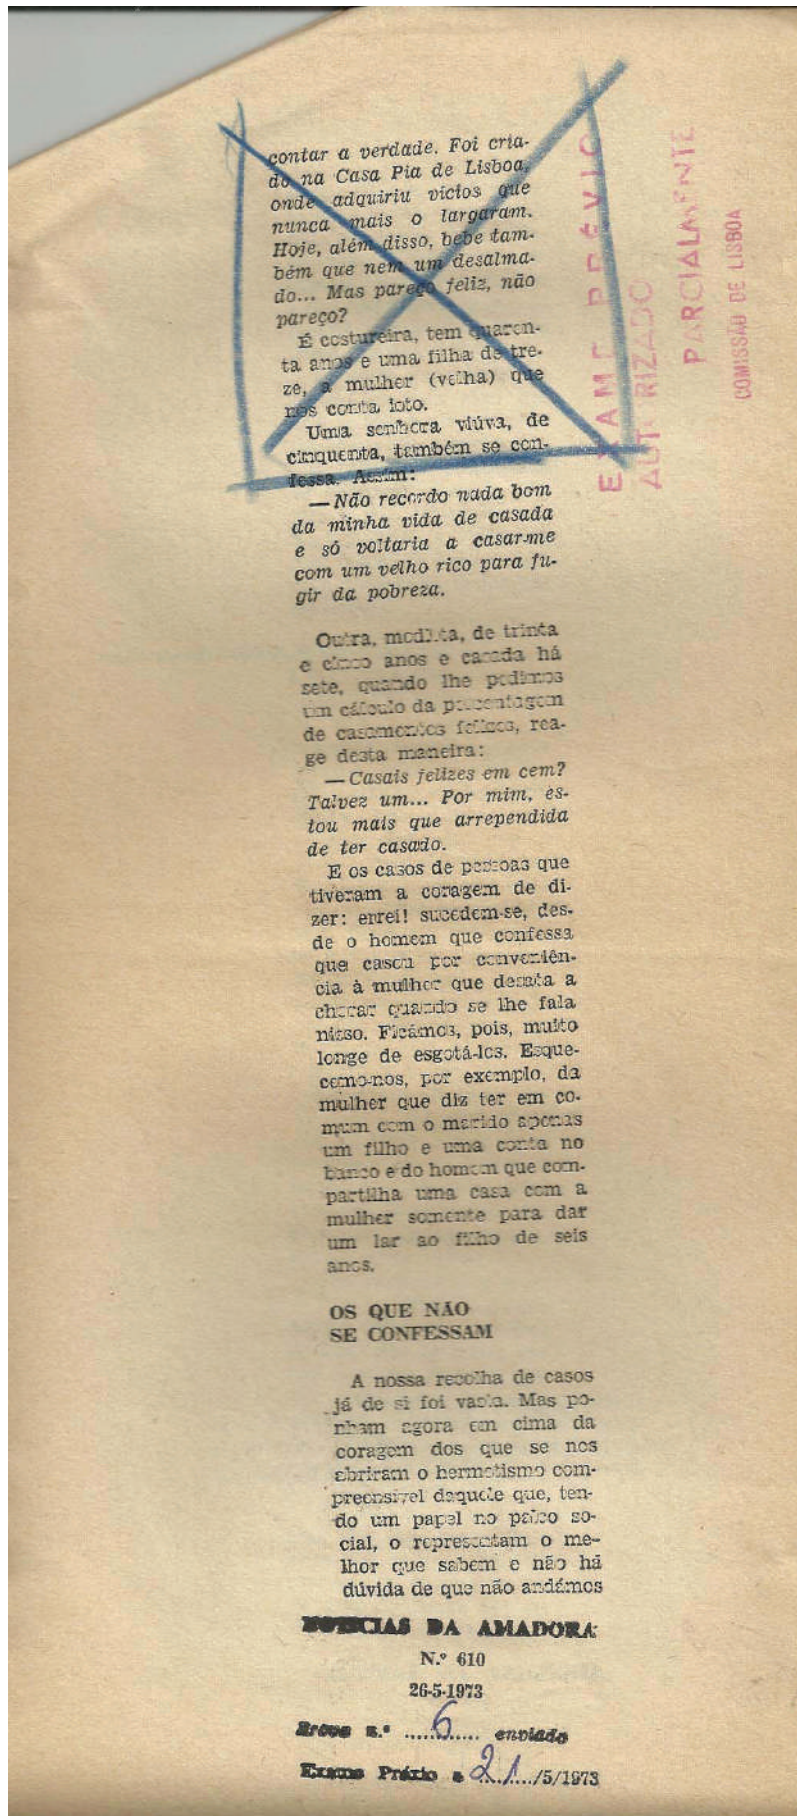 contar a verdade. Foi cria-
do na Casa Pia de Lisboa,
onde adquiriu vícios que
nunca mais o largaram.
Hoje, além disso, bebe tam-
bém que nem um desalma-
do... Mas pareço feliz, não
pareço?
É costureira, tem quaren-
ta anos e uma filha de tre-
ze, a mulher (velha) que
nos conta isto.
Uma senhora viúva, de
cinquenta, também se con-
fessa. Assim:
— Não recordo nada bom
da minha vida de casada
e só voltaria a casar-me
com um velho rico para fu-
gir da pobreza.
Outra, modista, de trinta
e cinco anos e casada há
sete, quando lhe pedimos
um cálculo da percentagem
de casamentos felizes, rea-
ge desta maneira:
— Casais felizes em cem?
Talvez um... Por mim, es-
tou mais que arrependida
de ter casado.
E os casos de pessoas que
tiveram a coragem de di-
zer: errei! sucedem-se, des-
de o homem que confessa
que casou por conveniên-
cia à mulher que desata a
chorar quando se lhe fala
nisso. Ficámos, pois, muito
longe de esgotá-los. Esque-
cemo-nos, por exemplo, da
mulher que diz ter em co-
mum com o marido apenas
um filho e uma conta no
banco e do homem que com-
partilha uma casa com a
mulher somente para dar
um lar ao filho de seis
anos.
OS QUE NÃO
SE CONFESSAM
A nossa recolha de casos
já de si foi vasta. Mas po-
nham agora em cima da
coragem dos que se nos
abriram o hermetismo com-
preensível daquele que, ten-
do um papel no palco so-
cial, o representam o me-
lhor que sabem e não há
dúvida de que não andámos
NOTÍCIAS DA AMADORA
N.º 610
26-5-1973
Prova n.º 6 enviado
Exame Prévio a 21/5/1973
EXAME PRÉVIO
AUTORIZADO
PARCIALMENTE
COMISSÃO DE LISBOA